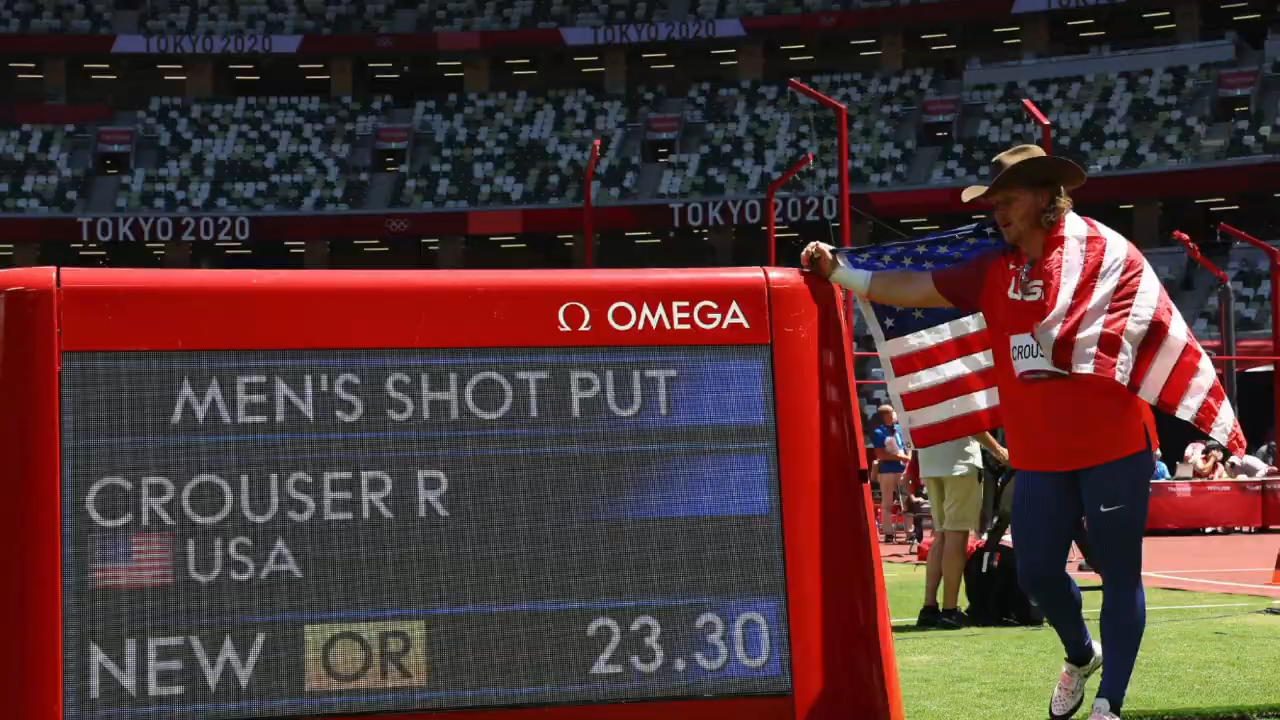 TOKYO 2020
TOKYO 2020
TOKYO 2020
TOKYO 2020
Ω OMEGA
MEN'S SHOT PUT
CROUSER R
USA
NEW OR 23.30
US
CROUS